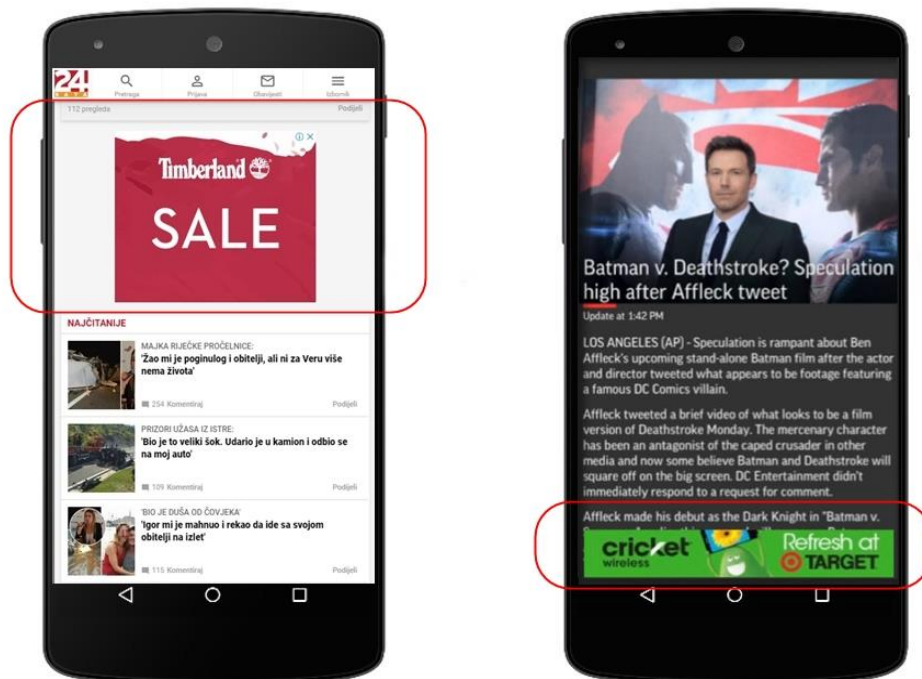 24
SATA
Pretraga
Prijava
Obavijesti
Izbornik
112 pregleda
Podijeli
Timberland
SALE
NAJČITANIJE
MAJKA RIJEČKE PROČELNICE:
'Žao mi je poginulog i obitelji, ali ni za Veru više
nema života'
254 Komentiraj
Podijeli
PRIZORI UŽASA IZ ISTRE:
'Bio je to veliki šok. Udario je u kamion i odbio se
na moj auto'
109 Komentiraj
Podijeli
'BIO JE DUŠA OD ČOVJEKA'
'Igor mi je mahnuo i rekao da ide sa svojom
obitelji na izlet'
115 Komentiraj
Podijeli
Batman v. Deathstroke? Speculation
high after Affleck tweet
Update at 1:42 PM
LOS ANGELES (AP) - Speculation is rampant about Ben
Affleck's upcoming stand-alone Batman film after the actor
and director tweeted what appears to be footage featuring
a famous DC Comics villain.
Affleck tweeted a brief video of what looks to be a film
version of Deathstroke Monday. The mercenary character
has been an antagonist of the caped crusader in other
media and now some believe Batman and Deathstroke will
square off on the big screen. DC Entertainment didn't
immediately respond to a request for comment.
Affleck made his debut as the Dark Knight in "Batman v.
cricket
wireless
Refresh at
TARGET